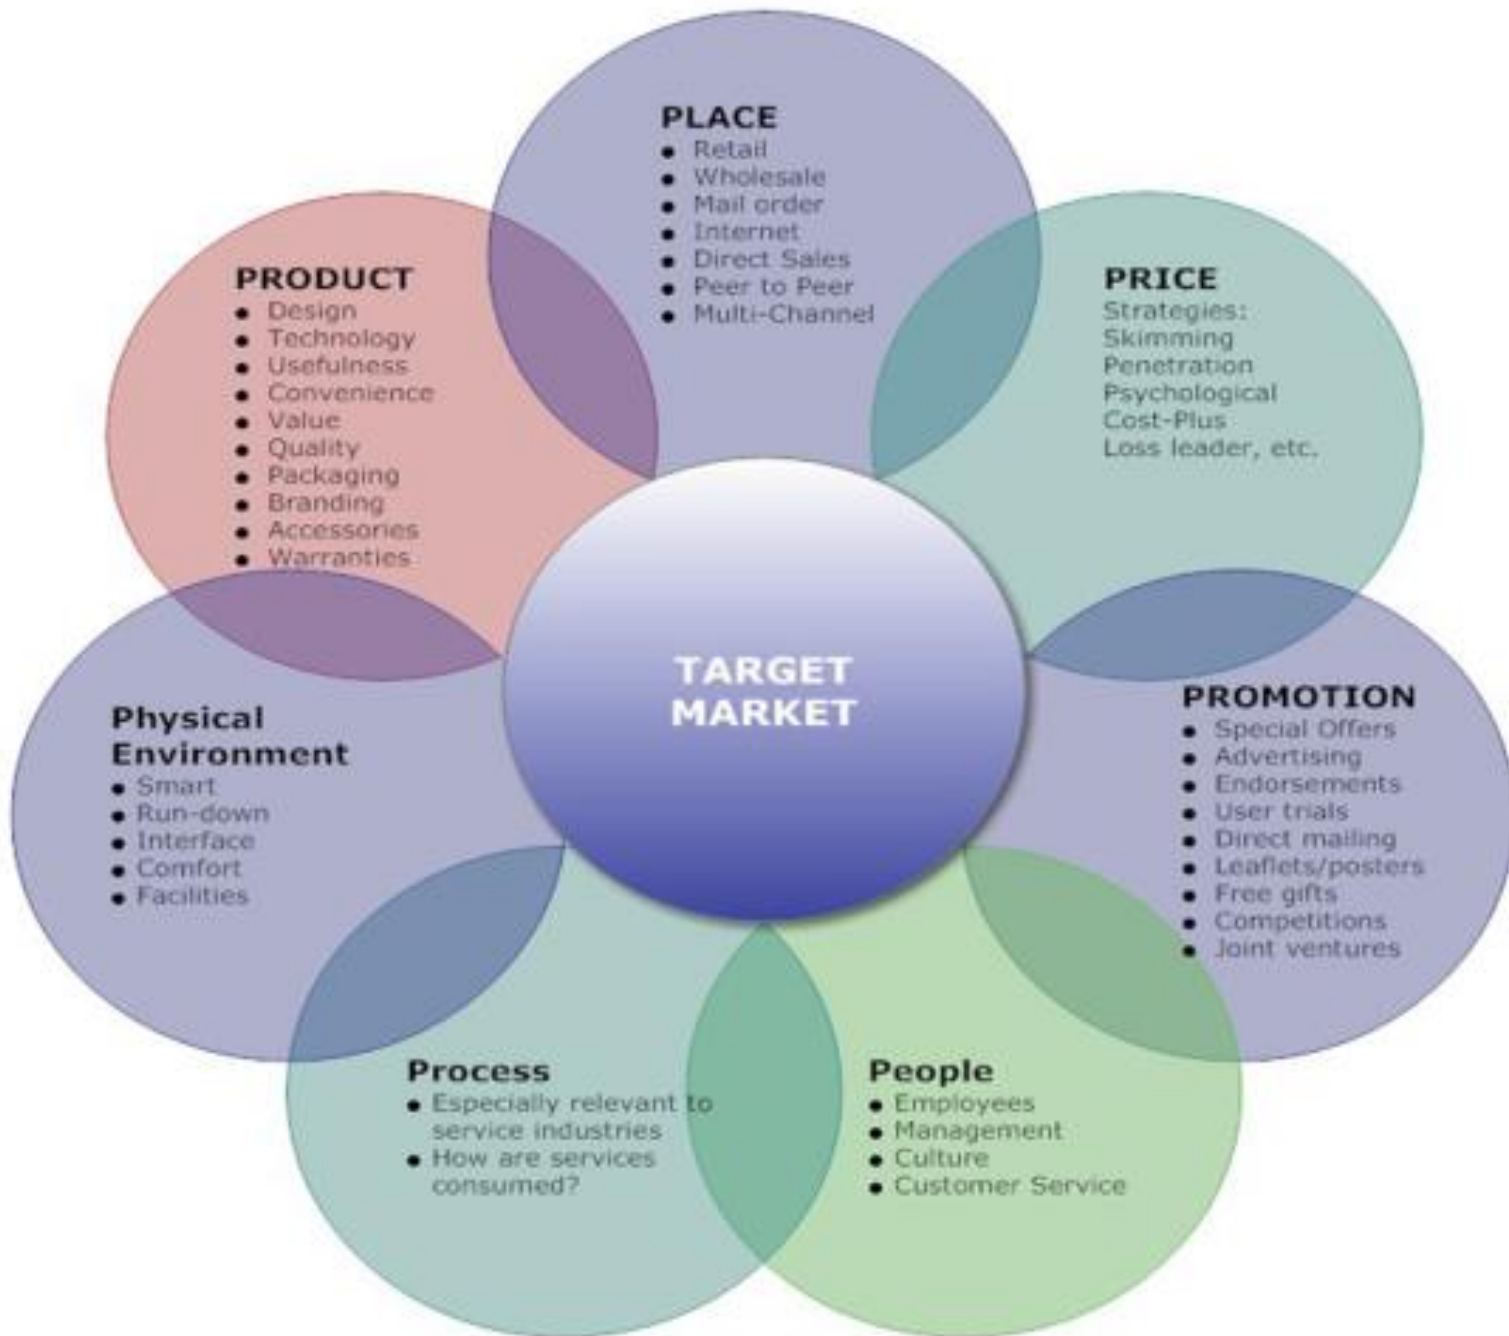 PLACE
● Retail
● Wholesale
● Mail order
● Internet
● Direct Sales
● Peer to Peer
● Multi-Channel
PRODUCT
● Design
● Technology
● Usefulness
● Convenience
● Value
● Quality
● Packaging
● Branding
● Accessories
● Warranties
PRICE
Strategies:
Skimming
Penetration
Psychological
Cost-Plus
Loss leader, etc.
TARGET
MARKET
Physical
Environment
● Smart
● Run-down
● Interface
● Comfort
● Facilities
PROMOTION
● Special Offers
● Advertising
● Endorsements
● User trials
● Direct mailing
● Leaflets/posters
● Free gifts
● Competitions
● Joint ventures
Process
● Especially relevant to
service industries
● How are services
consumed?
People
● Employees
● Management
● Culture
● Customer Service